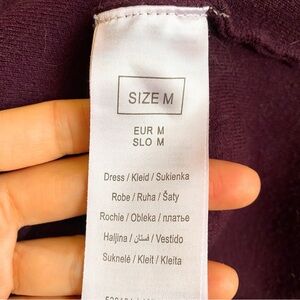 SIZE M
EUR M
SLO M
Dress / Kleid / Sukienka
Robe / Ruha / Šaty
Rochie / Obleka / платье
Haljina / فستان / Vestido
Suknelė / Kleit / Kleita